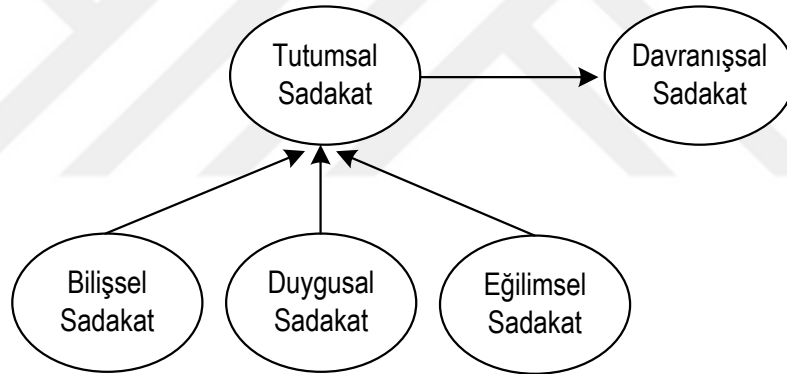 Tutumsal
Sadakat
Davranışsal
Sadakat
Bilişsel
Sadakat
Duygusal
Sadakat
Eğilimsel
Sadakat